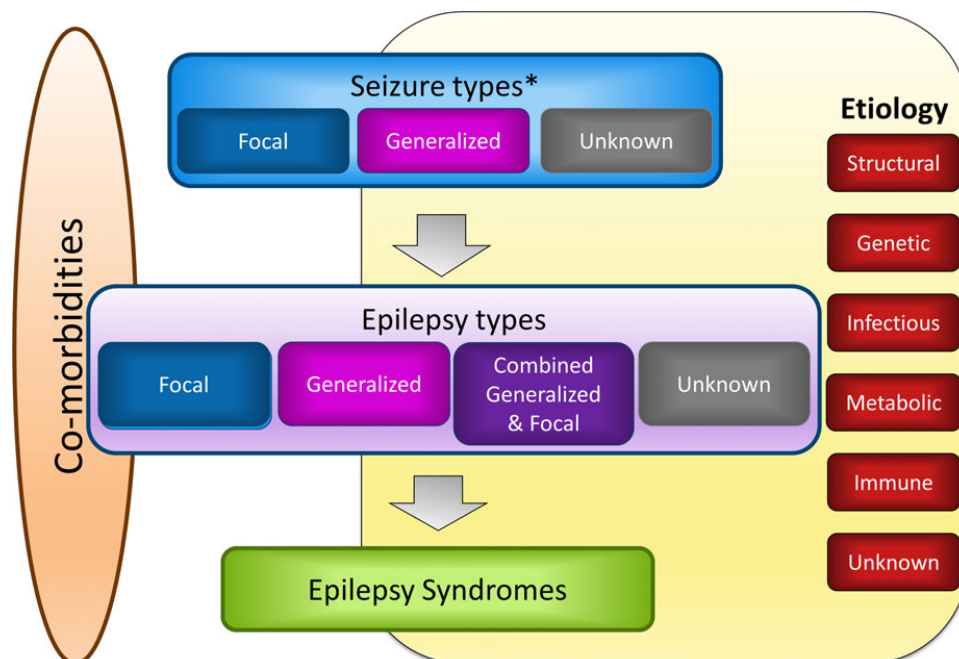 Seizure types*
Focal
Generalized
Unknown
Etiology
Structural
Genetic
Infectious
Metabolic
Immune
Unknown
Co-morbidities
Epilepsy types
Focal
Generalized
Combined
Generalized
& Focal
Unknown
Epilepsy Syndromes